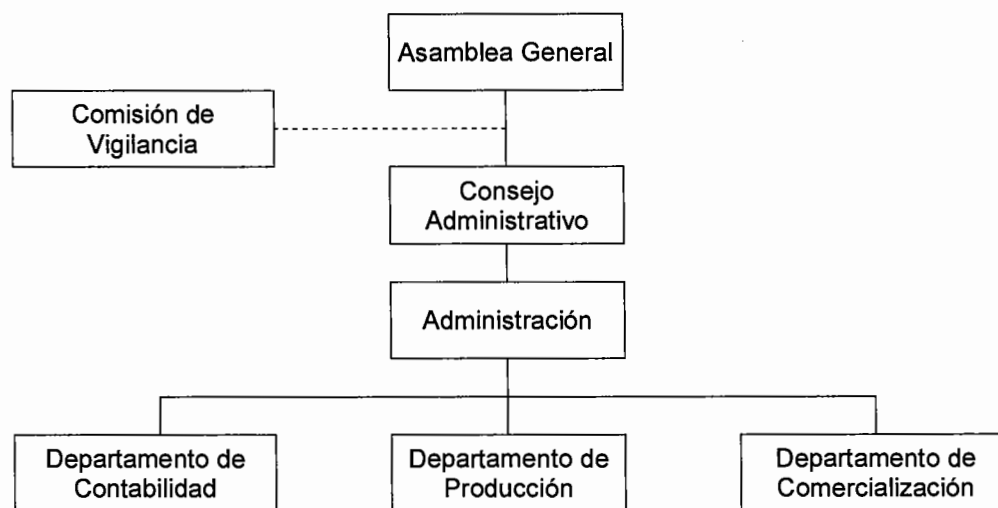 Asamblea General
Comisión de
Vigilancia
Consejo
Administrativo
Administración
Departamento de
Contabilidad
Departamento de
Producción
Departamento de
Comercialización